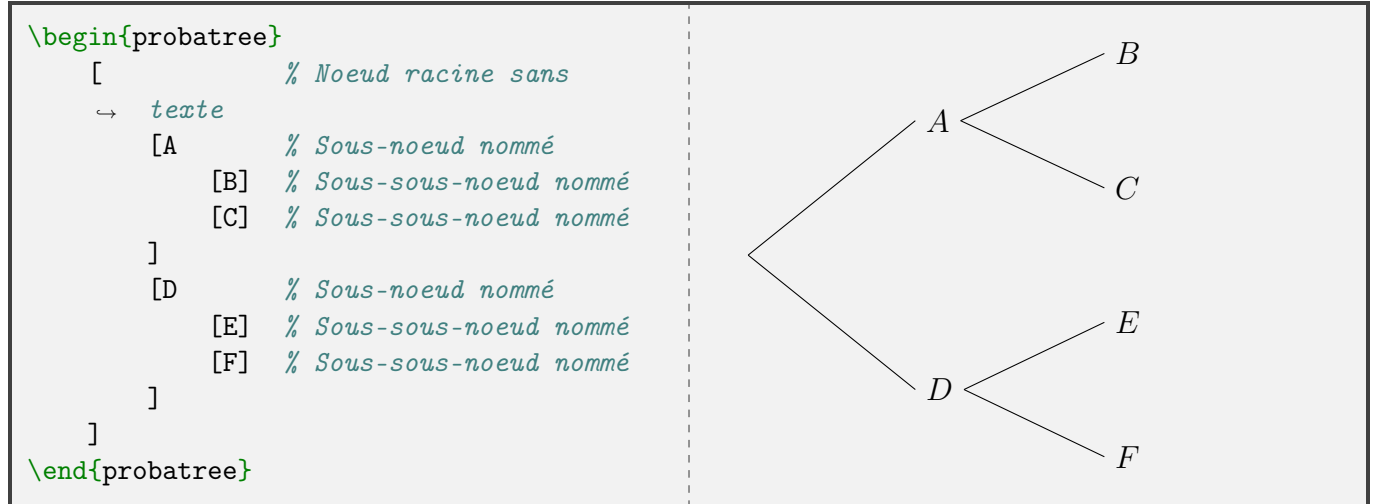 \begin{probatree}
[ % Noeud racine sans
↪ texte
[A % Sous-noeud nommé
[B] % Sous-sous-noeud nommé
[C] % Sous-sous-noeud nommé
]
[D % Sous-noeud nommé
[E] % Sous-sous-noeud nommé
[F] % Sous-sous-noeud nommé
]
]
\end{probatree}
B
A
C
E
D
F